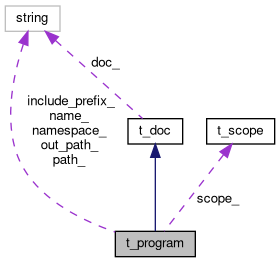 string
doc_
include_prefix_
name_
namespace_
out_path_
path_
t_doc
t_scope
scope_
t_program